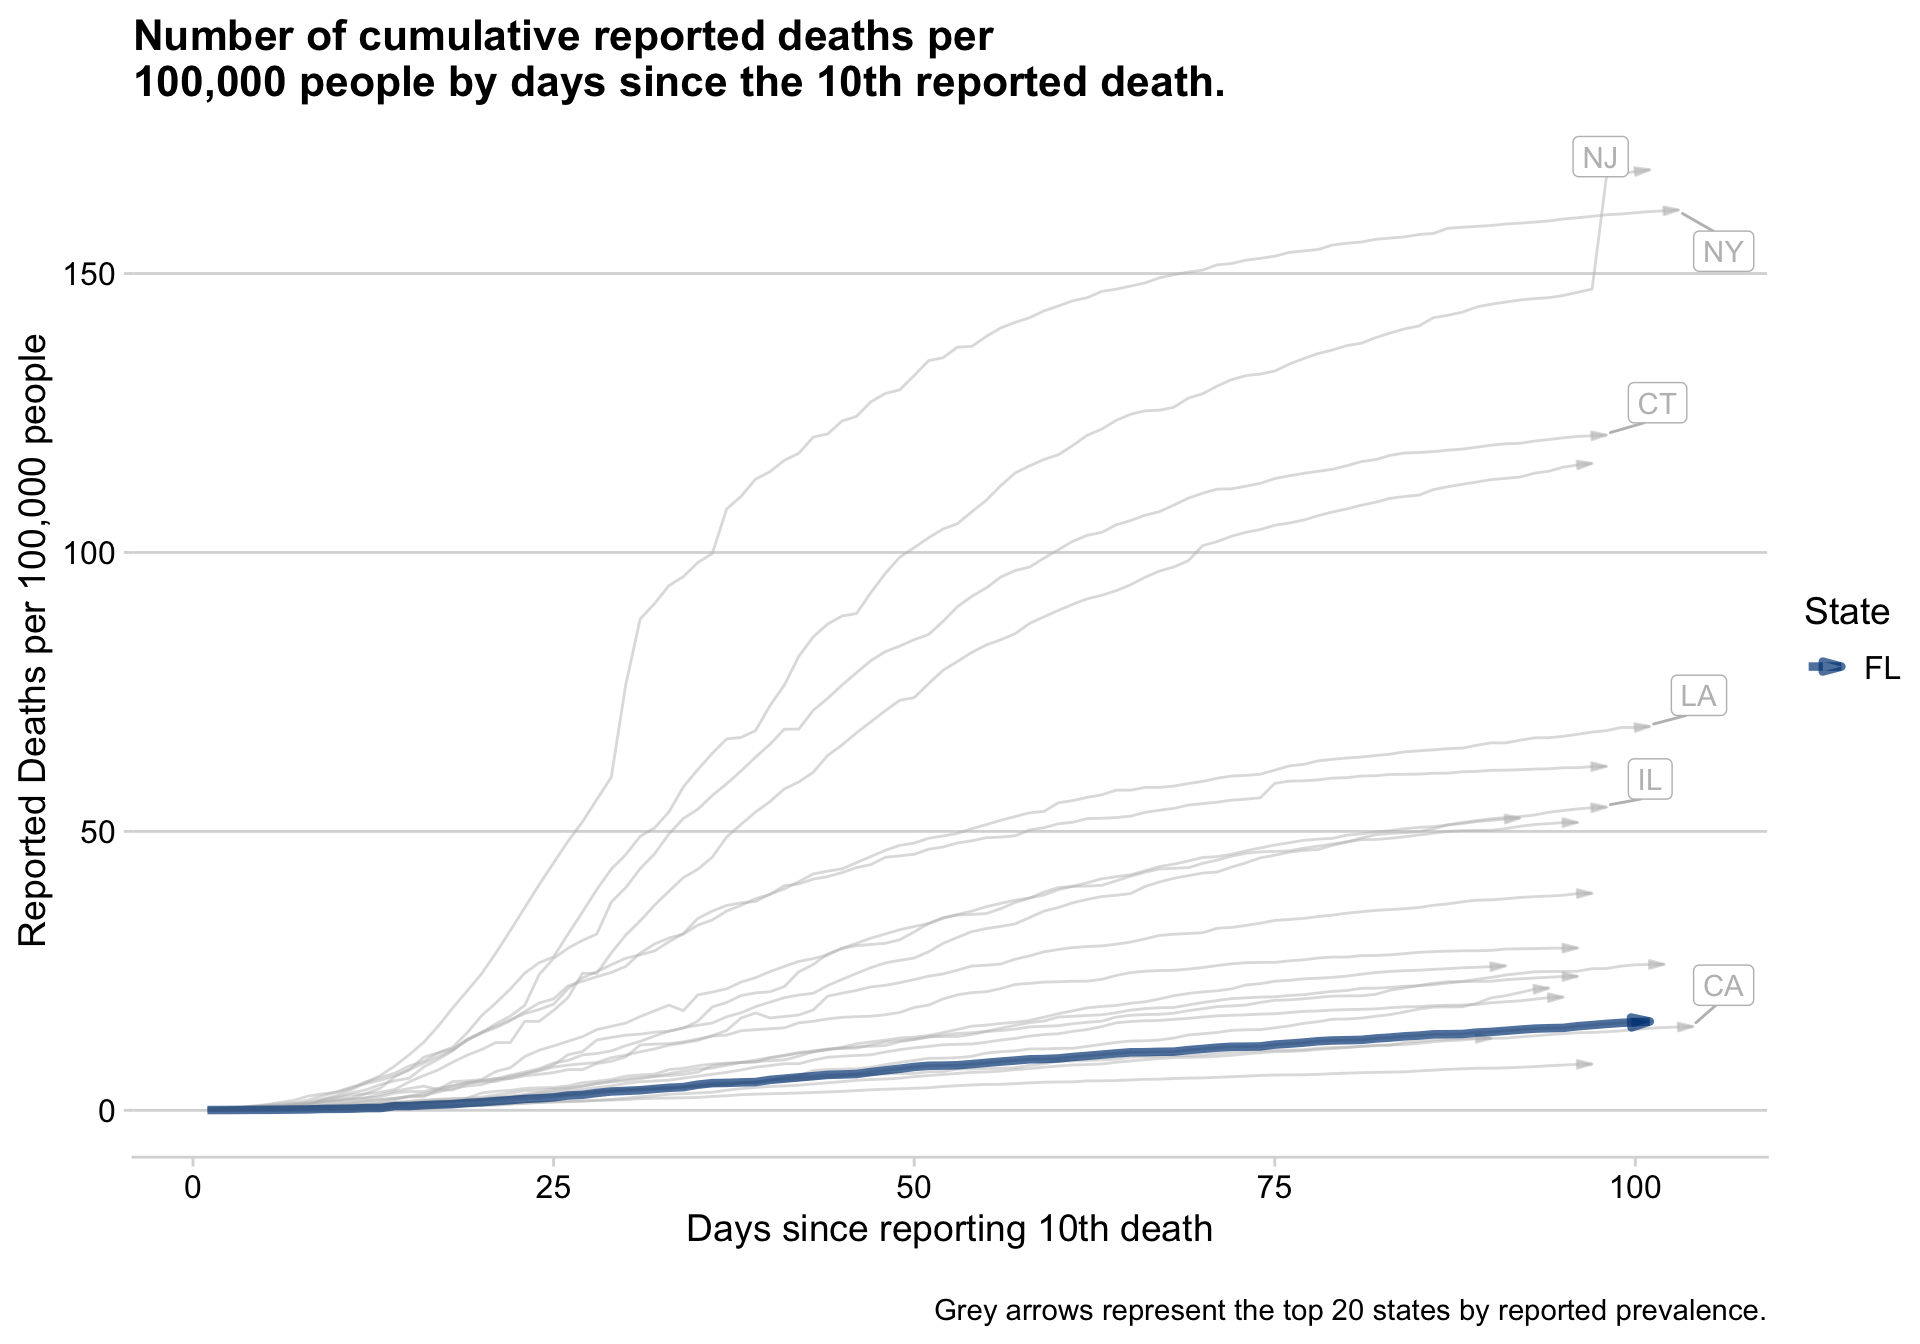 Number of cumulative reported deaths per
100,000 people by days since the 10th reported death.
NJ
NY
150
CT
100
State
FL
LA
IL
50
CA
0
Reported Deaths per 100,000 people
0 25 50 75 100
Days since reporting 10th death
Grey arrows represent the top 20 states by reported prevalence.